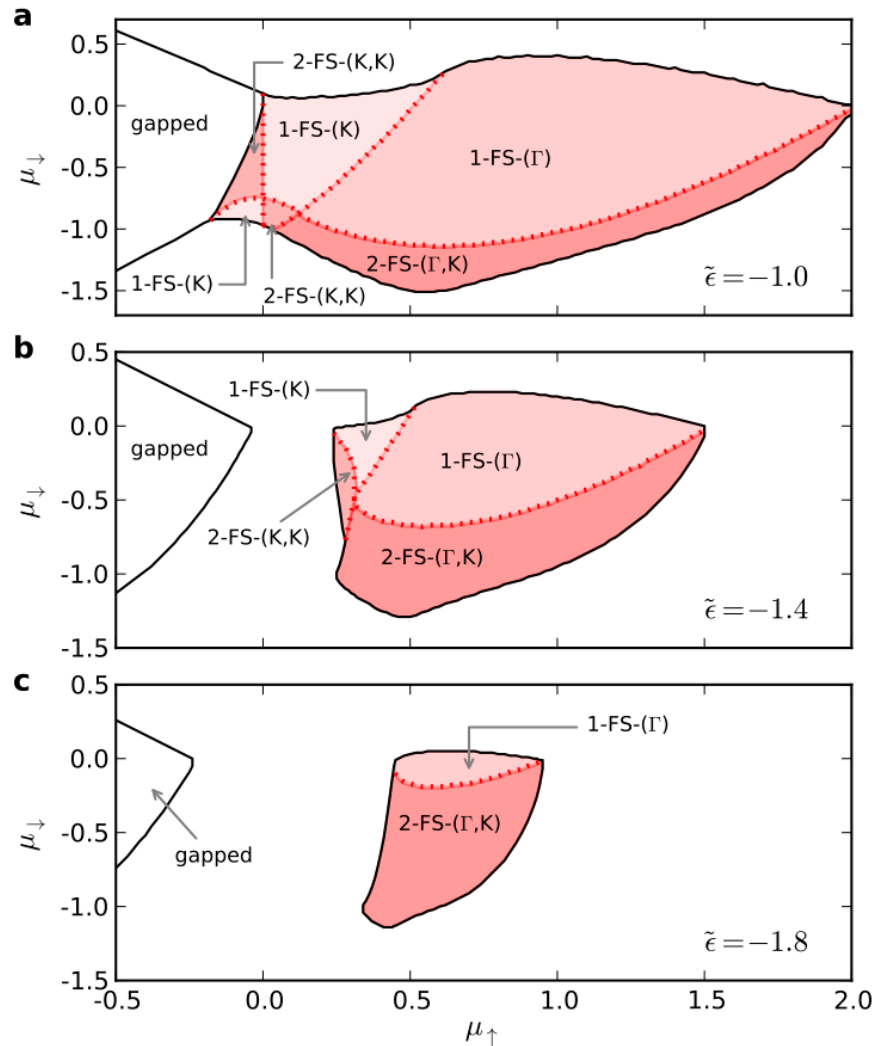 a
0.5
0.0
-0.5
-1.0
-1.5
μ↓
gapped
2-FS-(K,K)
1-FS-(K)
1-FS-(Γ)
2-FS-(Γ,K)
1-FS-(K)
2-FS-(K,K)
ϵ̃ = −1.0
b
0.5
0.0
-0.5
-1.0
-1.5
μ↓
gapped
1-FS-(K)
1-FS-(Γ)
2-FS-(K,K)
2-FS-(Γ,K)
ϵ̃ = −1.4
c
0.5
0.0
-0.5
-1.0
-1.5
μ↓
1-FS-(Γ)
2-FS-(Γ,K)
gapped
ϵ̃ = −1.8
-0.5 0.0 0.5 1.0 1.5 2.0
μ↑